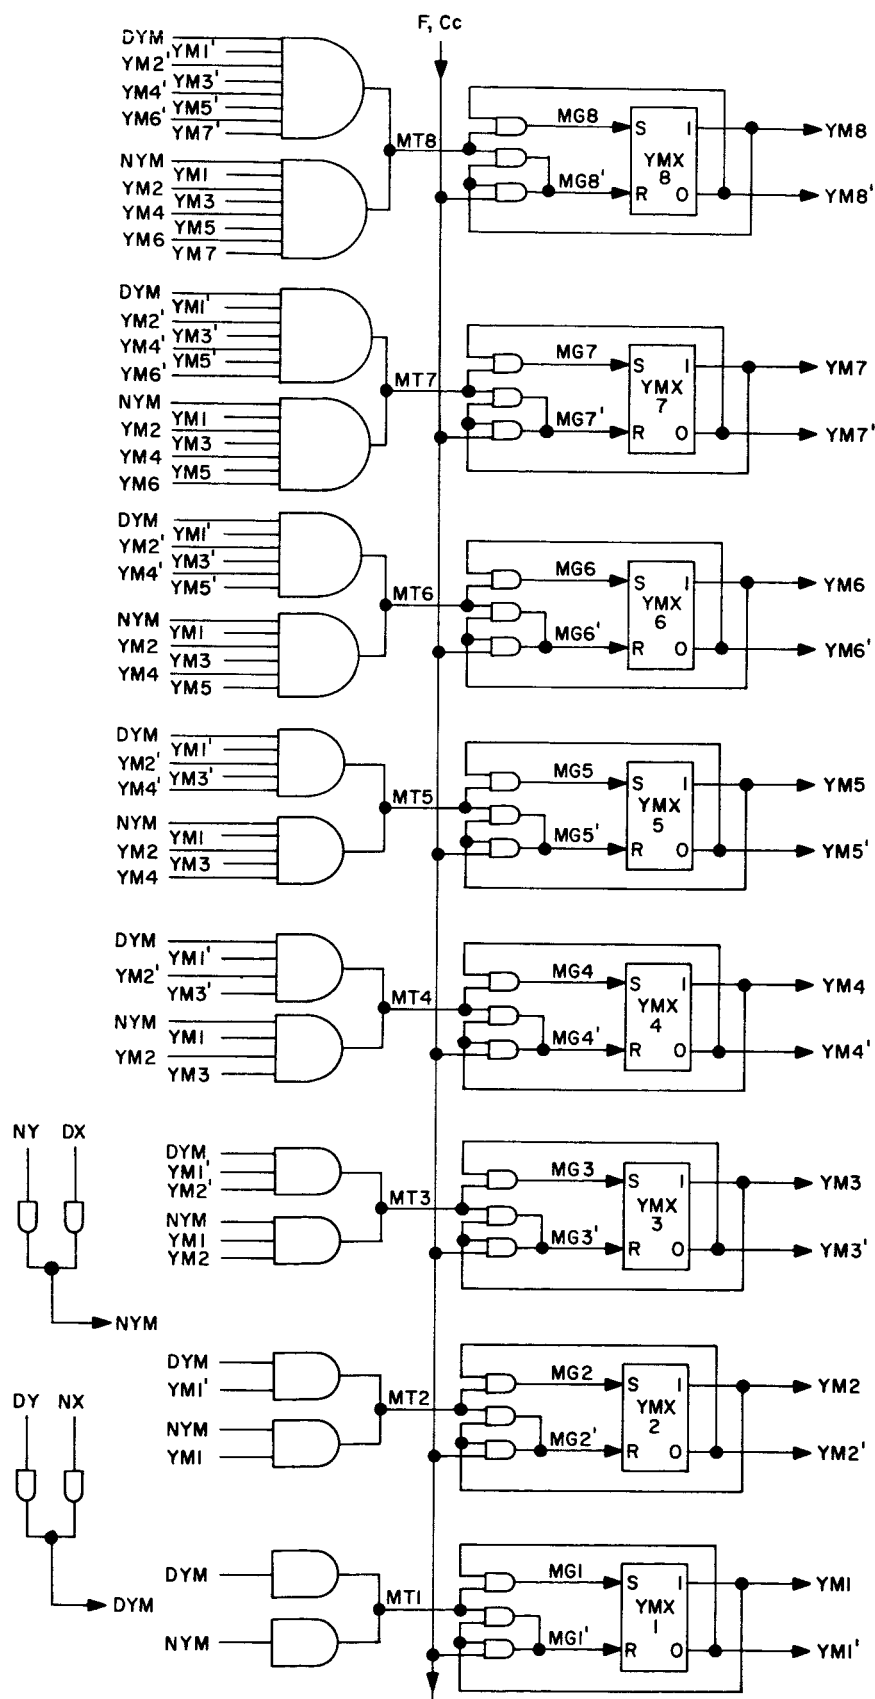 F, Cc
DYM
YM1'
YM2'
YM3'
YM4'
YM5'
YM6'
YM7'
NYM
YM1
YM2
YM3
YM4
YM5
YM6
YM7
MT8
MG8
MG8'
S 1
YMX
8
R 0
YM8
YM8'
DYM
YM1'
YM2'
YM3'
YM4'
YM5'
YM6'
NYM
YM1
YM2
YM3
YM4
YM5
YM6
MT7
MG7
MG7'
S 1
YMX
7
R 0
YM7
YM7'
DYM
YM1'
YM2'
YM3'
YM4'
YM5'
NYM
YM1
YM2
YM3
YM4
YM5
MT6
MG6
MG6'
S 1
YMX
6
R 0
YM6
YM6'
DYM
YM1'
YM2'
YM3'
YM4'
NYM
YM1
YM2
YM3
YM4
MT5
MG5
MG5'
S 1
YMX
5
R 0
YM5
YM5'
DYM
YM1'
YM2'
YM3'
NYM
YM1
YM2
YM3
MT4
MG4
MG4'
S 1
YMX
4
R 0
YM4
YM4'
NY DX
NYM
DYM
YM1'
YM2'
NYM
YM1
YM2
MT3
MG3
MG3'
S 1
YMX
3
R 0
YM3
YM3'
DY NX
DYM
DYM
YM1'
NYM
YM1
MT2
MG2
MG2'
S 1
YMX
2
R 0
YM2
YM2'
DYM
NYM
MT1
MG1
MG1'
S 1
YMX
1
R 0
YM1
YM1'